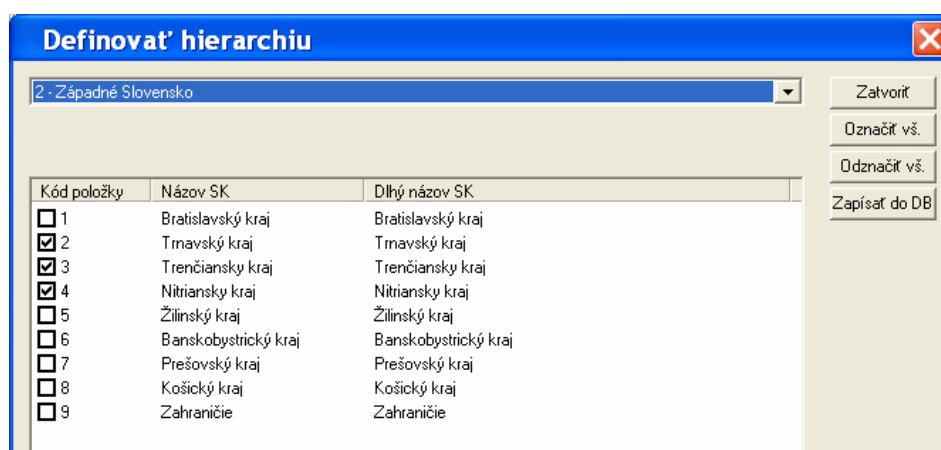 Definovať hierarchiu
2 - Západné Slovensko
Zatvoriť
Označiť vš.
Odznačiť vš.
Zapísať do DB
Kód položky Názov SK Dlhý názov SK
1 Bratislavský kraj Bratislavský kraj
2 Trnavský kraj Trnavský kraj
3 Trenčiansky kraj Trenčiansky kraj
4 Nitriansky kraj Nitriansky kraj
5 Žilinský kraj Žilinský kraj
6 Banskobystrický kraj Banskobystrický kraj
7 Prešovský kraj Prešovský kraj
8 Košický kraj Košický kraj
9 Zahraničie Zahraničie